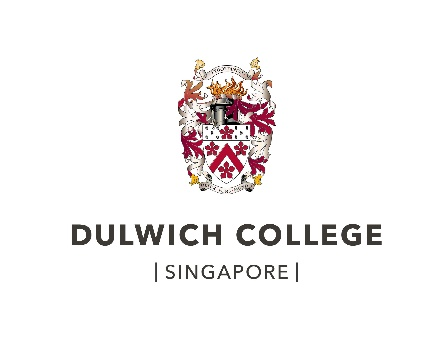 DULWICH COLLEGE
| SINGAPORE |